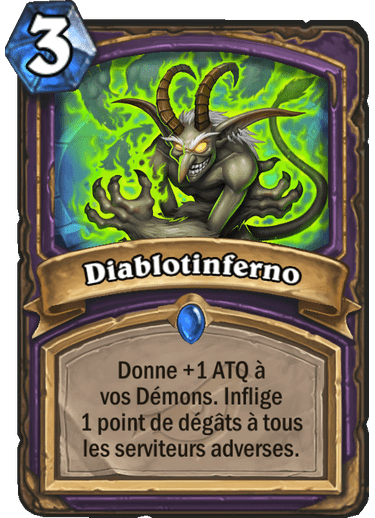 3
Diablotinferno
Donne +1 ATQ à
vos Démons. Inflige
1 point de dégâts à tous
les serviteurs adverses.